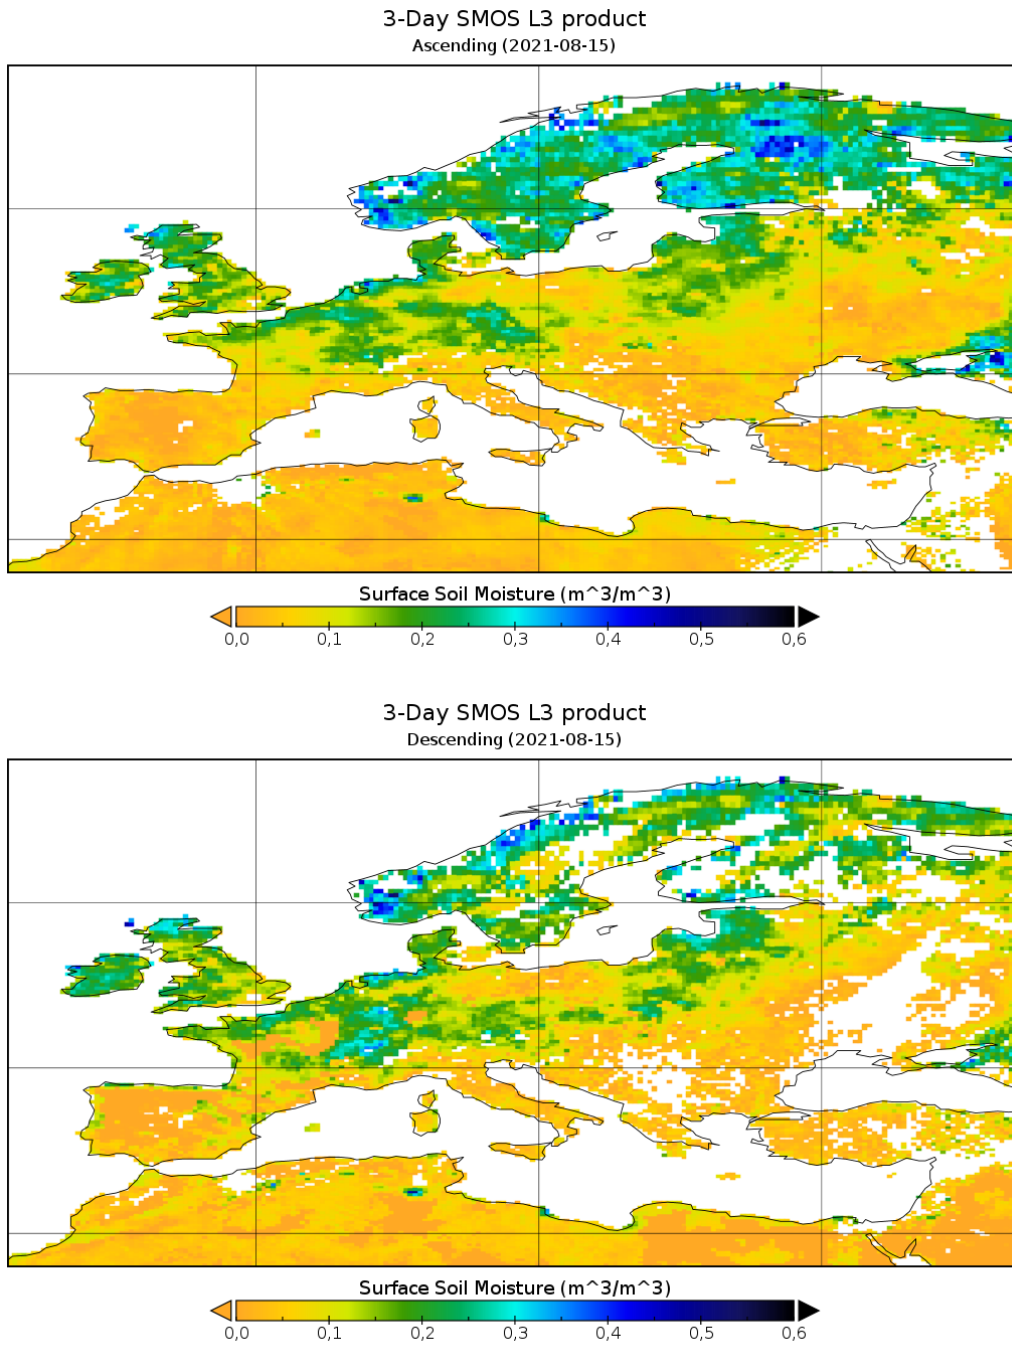 3-Day SMOS L3 product
Ascending (2021-08-15)
Surface Soil Moisture (m^3/m^3)
0,0 0,1 0,2 0,3 0,4 0,5 0,6
3-Day SMOS L3 product
Descending (2021-08-15)
Surface Soil Moisture (m^3/m^3)
0,0 0,1 0,2 0,3 0,4 0,5 0,6